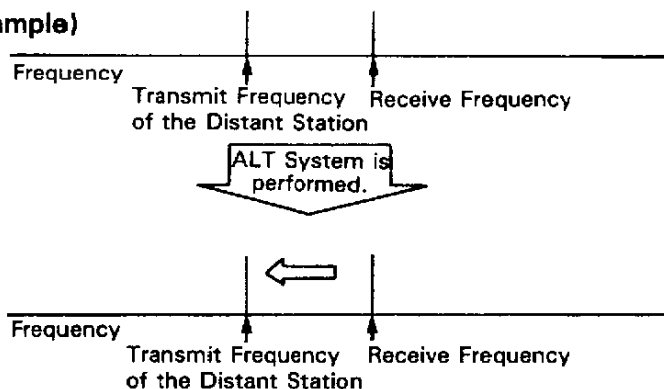 ample)
Frequency
Transmit Frequency Receive Frequency
of the Distant Station
ALT System is
performed.
Frequency
Transmit Frequency Receive Frequency
of the Distant Station